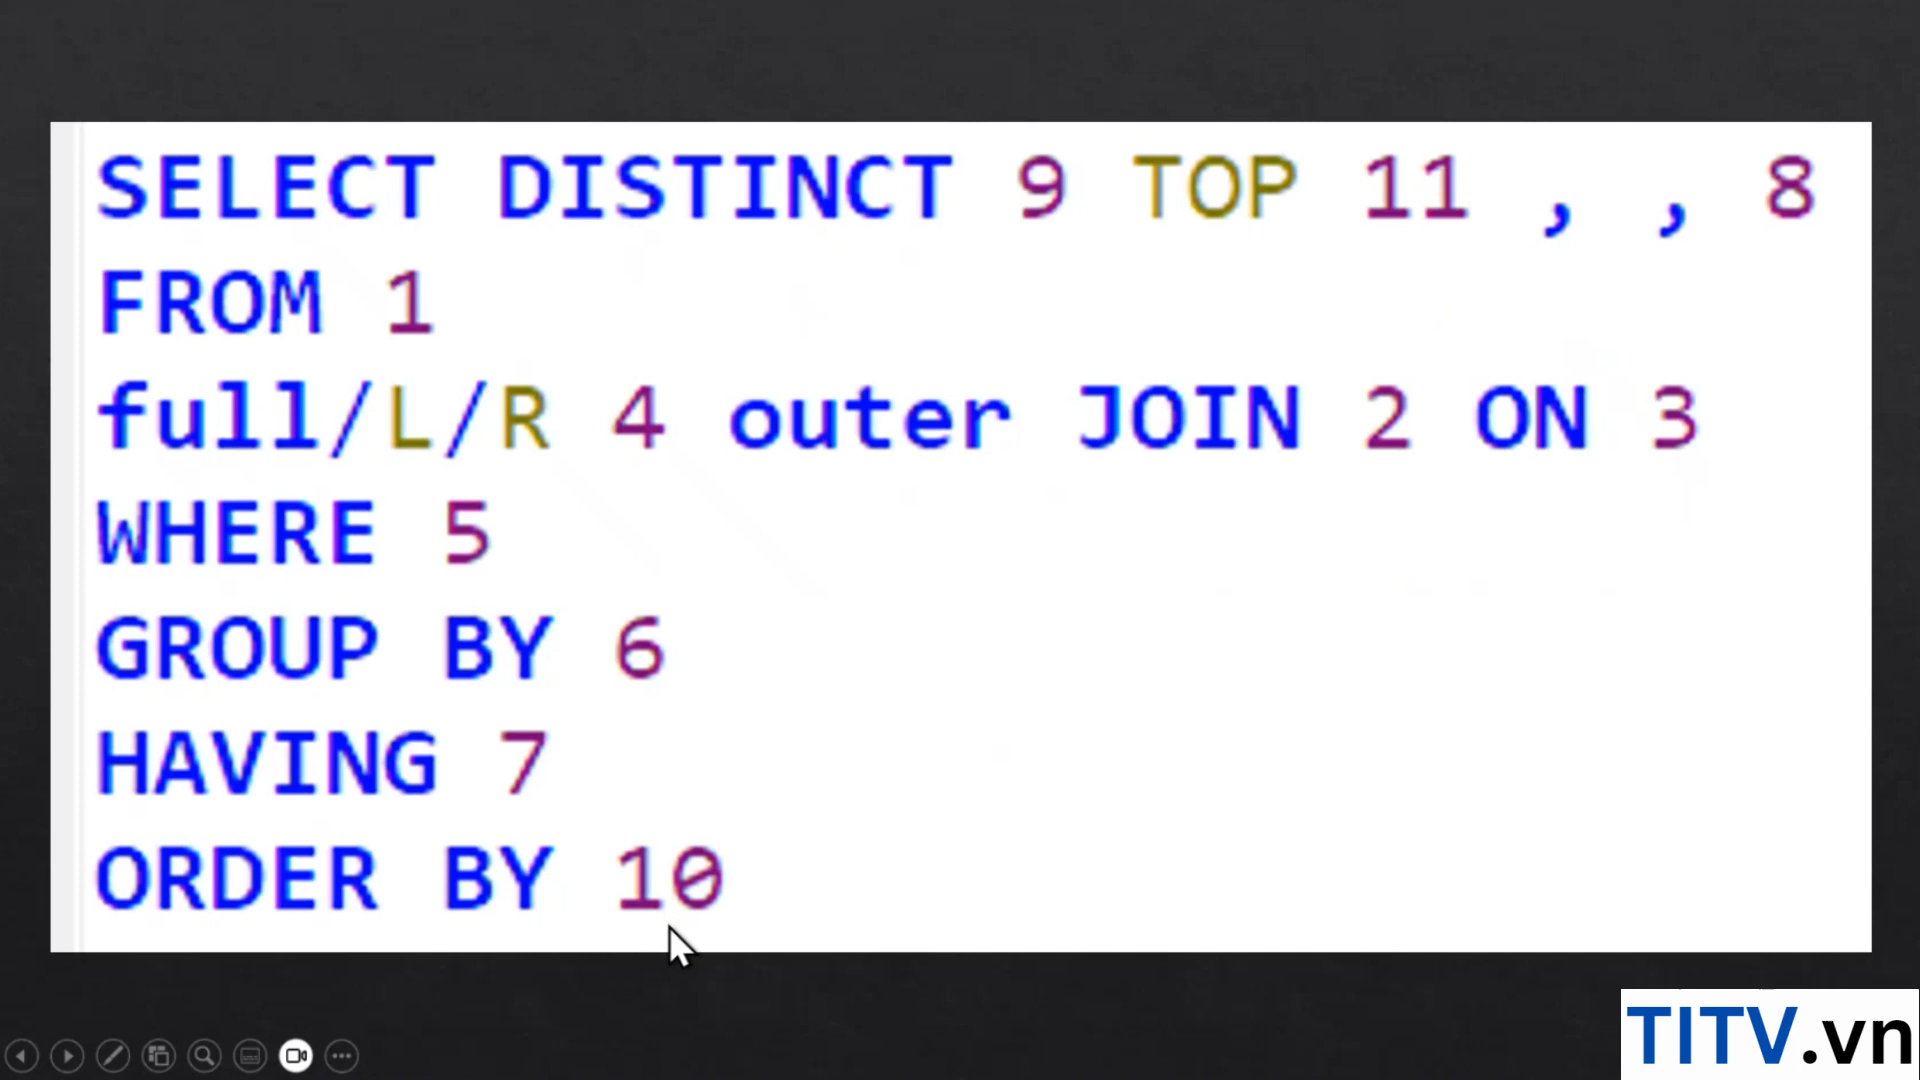 SELECT DISTINCT 9 TOP 11 , , 8
FROM 1
full/L/R 4 outer JOIN 2 ON 3
WHERE 5
GROUP BY 6
HAVING 7
ORDER BY 10
TITV.vn